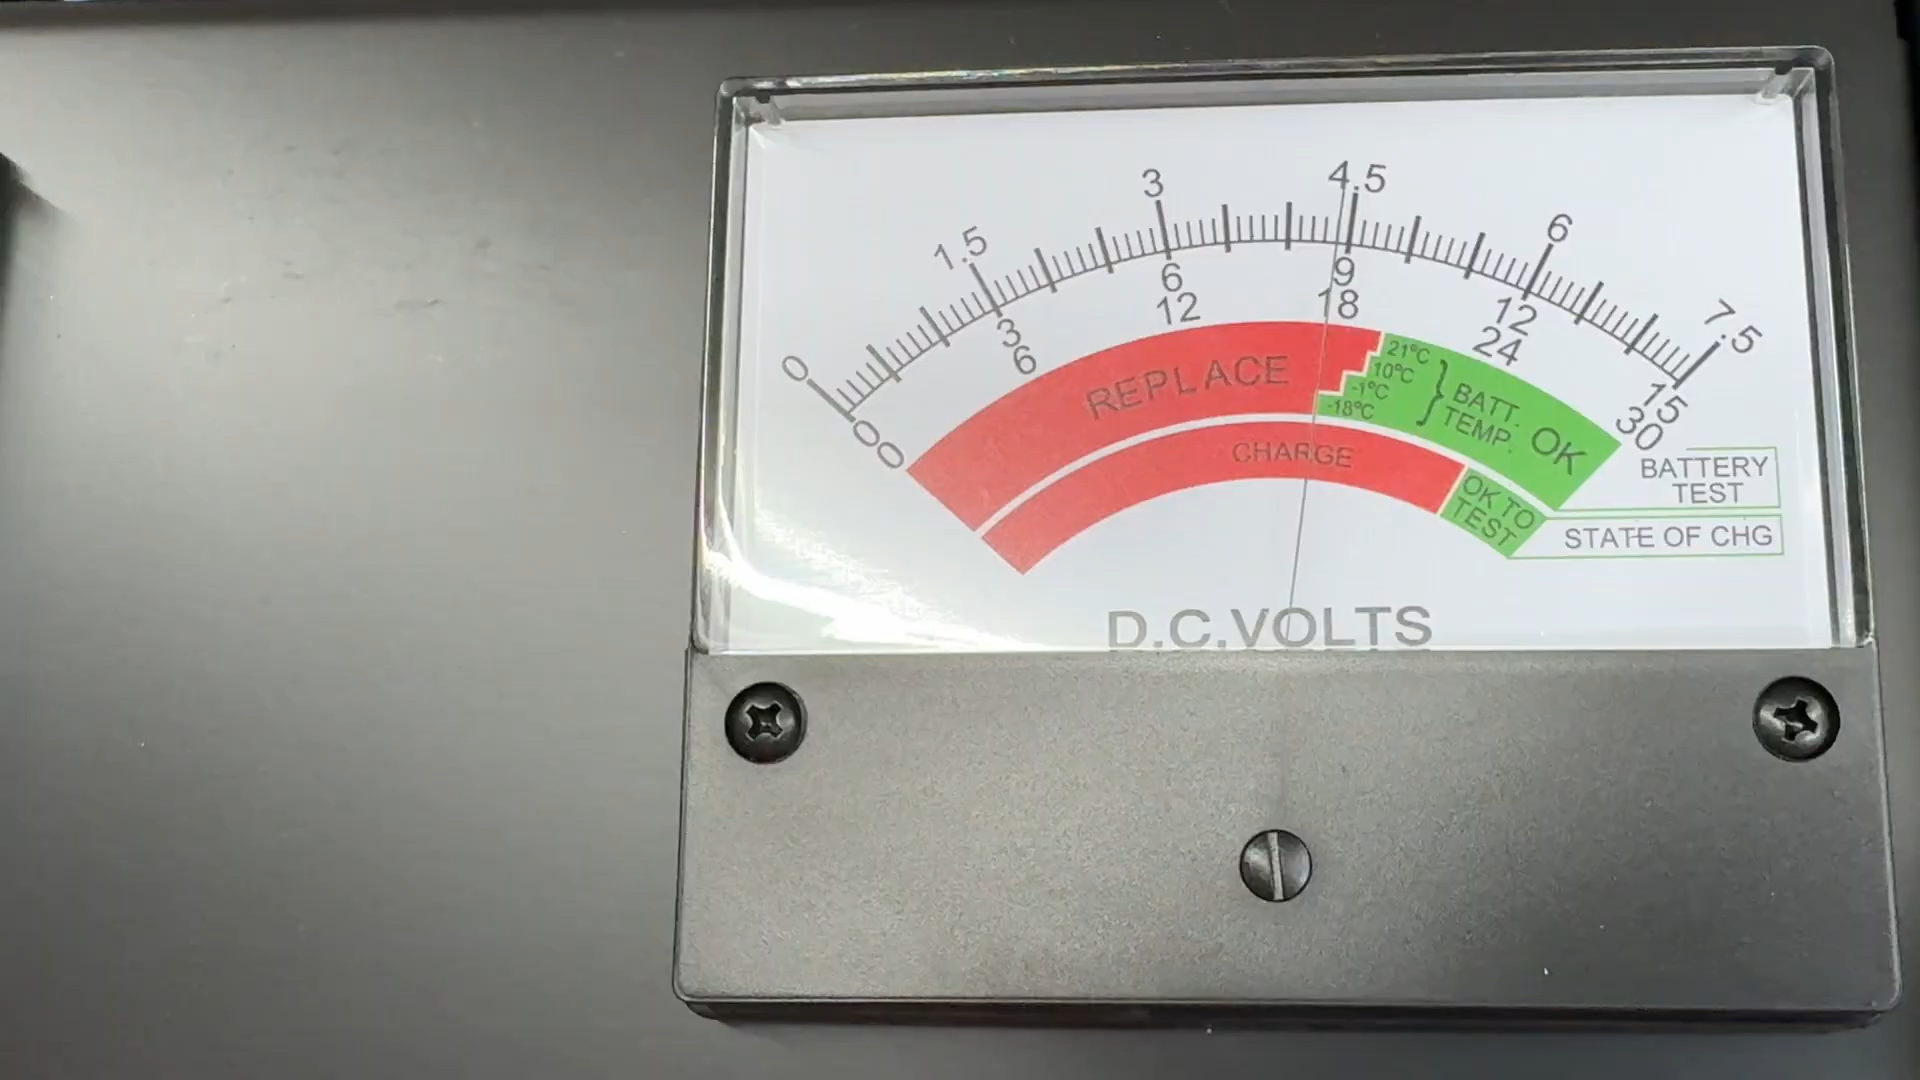 0 1.5 3 4.5 6 7.5
0 3 6 9 12 15
0 6 12 18 24 30
REPLACE
21°C
10°C
-1°C
-18°C
BATT.
TEMP.
OK
CHARGE
OK TO
TEST
BATTERY
TEST
STATE OF CHG
D.C.VOLTS